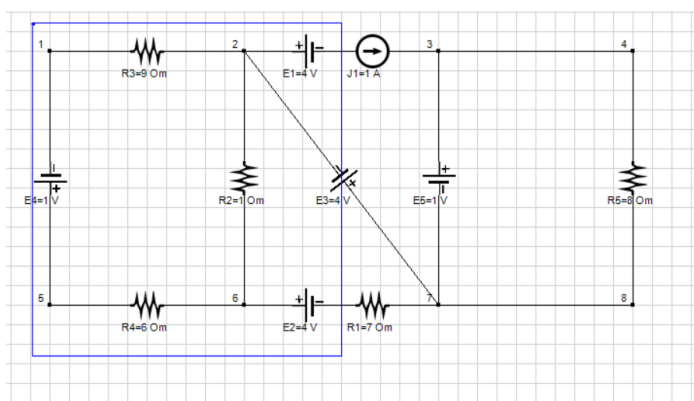 1 2 3 4
R3=9 Om E1=4 V J1=1 A
E4=1 V R2=1 Om E3=4 V E5=1 V R5=8 Om
5 6 7 8
R4=6 Om E2=4 V R1=7 Om